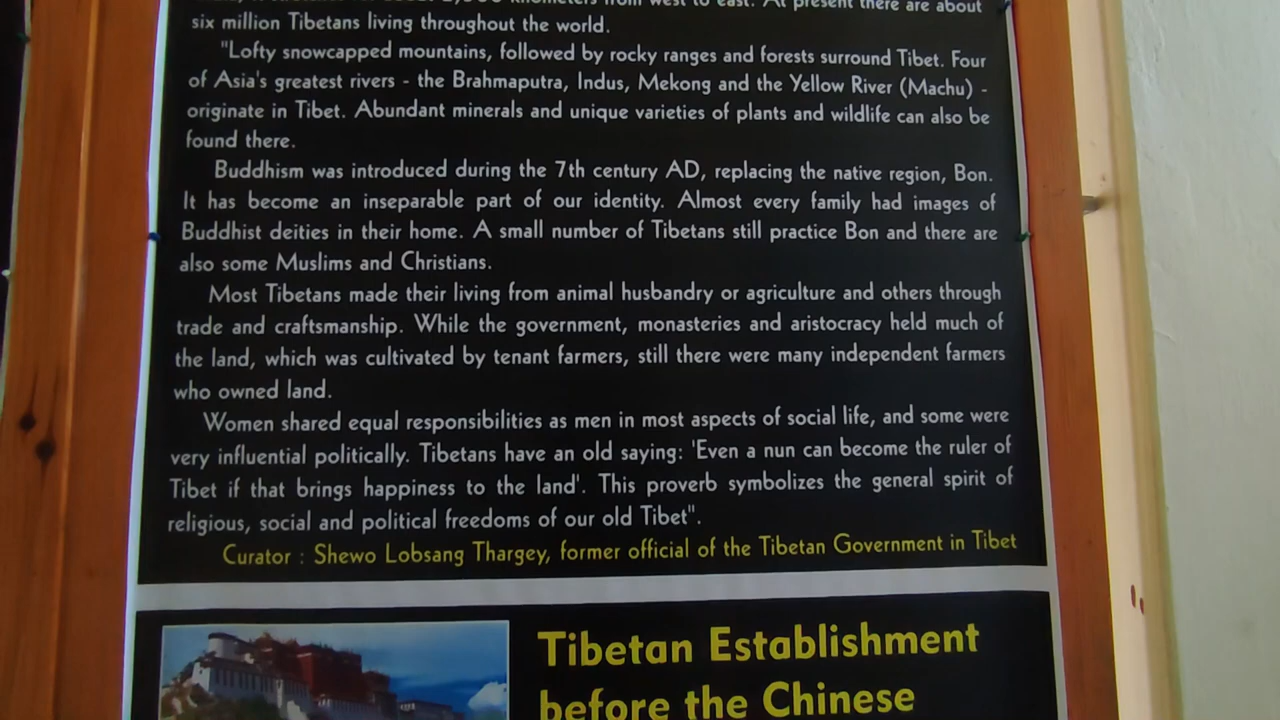 kilometers from west to east. At present there are about
six million Tibetans living throughout the world.
"Lofty snowcapped mountains, followed by rocky ranges and forests surround Tibet. Four
of Asia's greatest rivers - the Brahmaputra, Indus, Mekong and the Yellow River (Machu) -
originate in Tibet. Abundant minerals and unique varieties of plants and wildlife can also be
found there.
Buddhism was introduced during the 7th century AD, replacing the native region, Bon.
It has become an inseparable part of our identity. Almost every family had images of
Buddhist deities in their home. A small number of Tibetans still practice Bon and there are
also some Muslims and Christians.
Most Tibetans made their living from animal husbandry or agriculture and others through
trade and craftsmanship. While the government, monasteries and aristocracy held much of
the land, which was cultivated by tenant farmers, still there were many independent farmers
who owned land.
Women shared equal responsibilities as men in most aspects of social life, and some were
very influential politically. Tibetans have an old saying: 'Even a nun can become the ruler of
Tibet if that brings happiness to the land'. This proverb symbolizes the general spirit of
religious, social and political freedoms of our old Tibet".
Curator : Shewo Lobsang Thargey, former official of the Tibetan Government in Tibet
Tibetan Establishment
before the Chinese